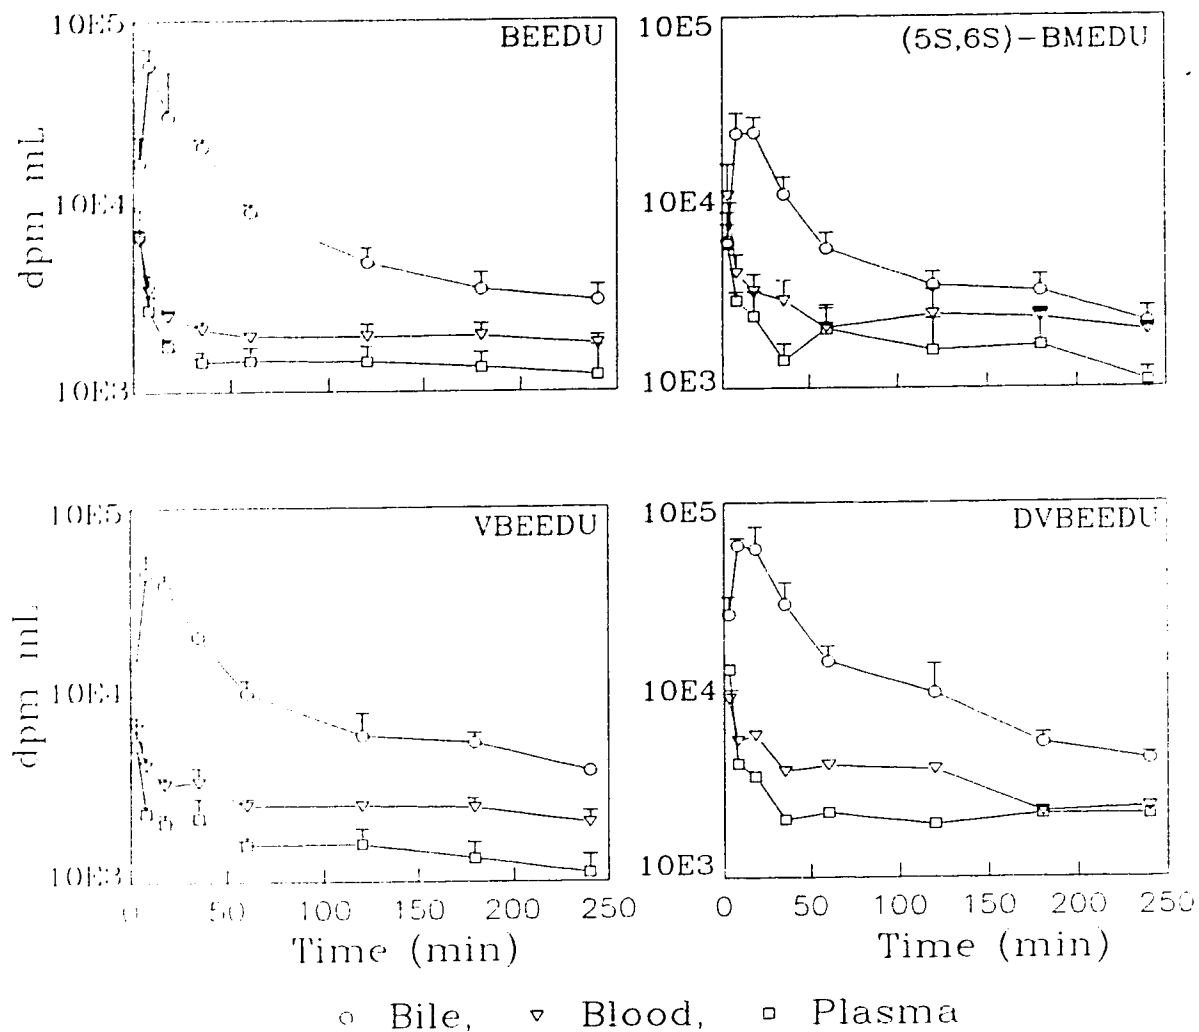 BEEDU
10E5
10E4
10E3
dpm mL
(5S,6S)-BMEDU
10E5
10E4
10E3
VBEEDU
10E5
10E4
10E3
dpm mL
0 50 100 150 200 250
Time (min)
DVBEEDU
10E5
10E4
10E3
0 50 100 150 200 250
Time (min)
○ Bile, ▽ Blood, □ Plasma